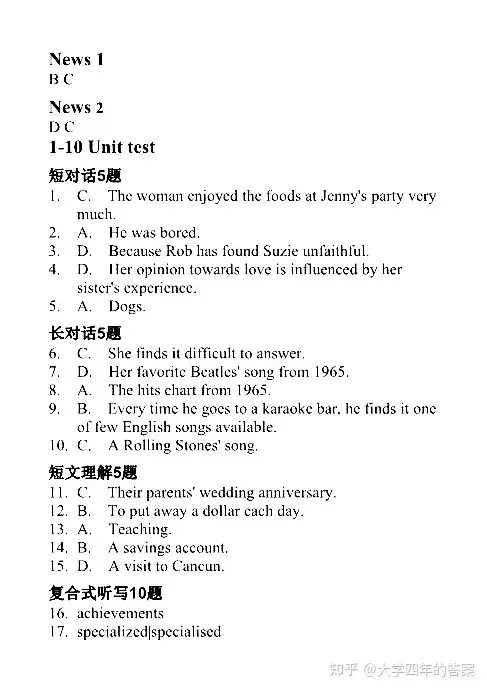 News 1
B C
News 2
D C
1-10 Unit test
短对话5题
1. C. The woman enjoyed the foods at Jenny's party very
much.
2. A. He was bored.
3. D. Because Rob has found Suzie unfaithful.
4. D. Her opinion towards love is influenced by her
sister's experience.
5. A. Dogs.
长对话5题
6. C. She finds it difficult to answer.
7. D. Her favorite Beatles' song from 1965.
8. A. The hits chart from 1965.
9. B. Every time he goes to a karaoke bar, he finds it one
of few English songs available.
10. C. A Rolling Stones' song.
短文理解5题
11. C. Their parents' wedding anniversary.
12. B. To put away a dollar each day.
13. A. Teaching.
14. B. A savings account.
15. D. A visit to Cancun.
复合式听写10题
16. achievements
17. specialized|specialised
知乎 @大学四年的答案